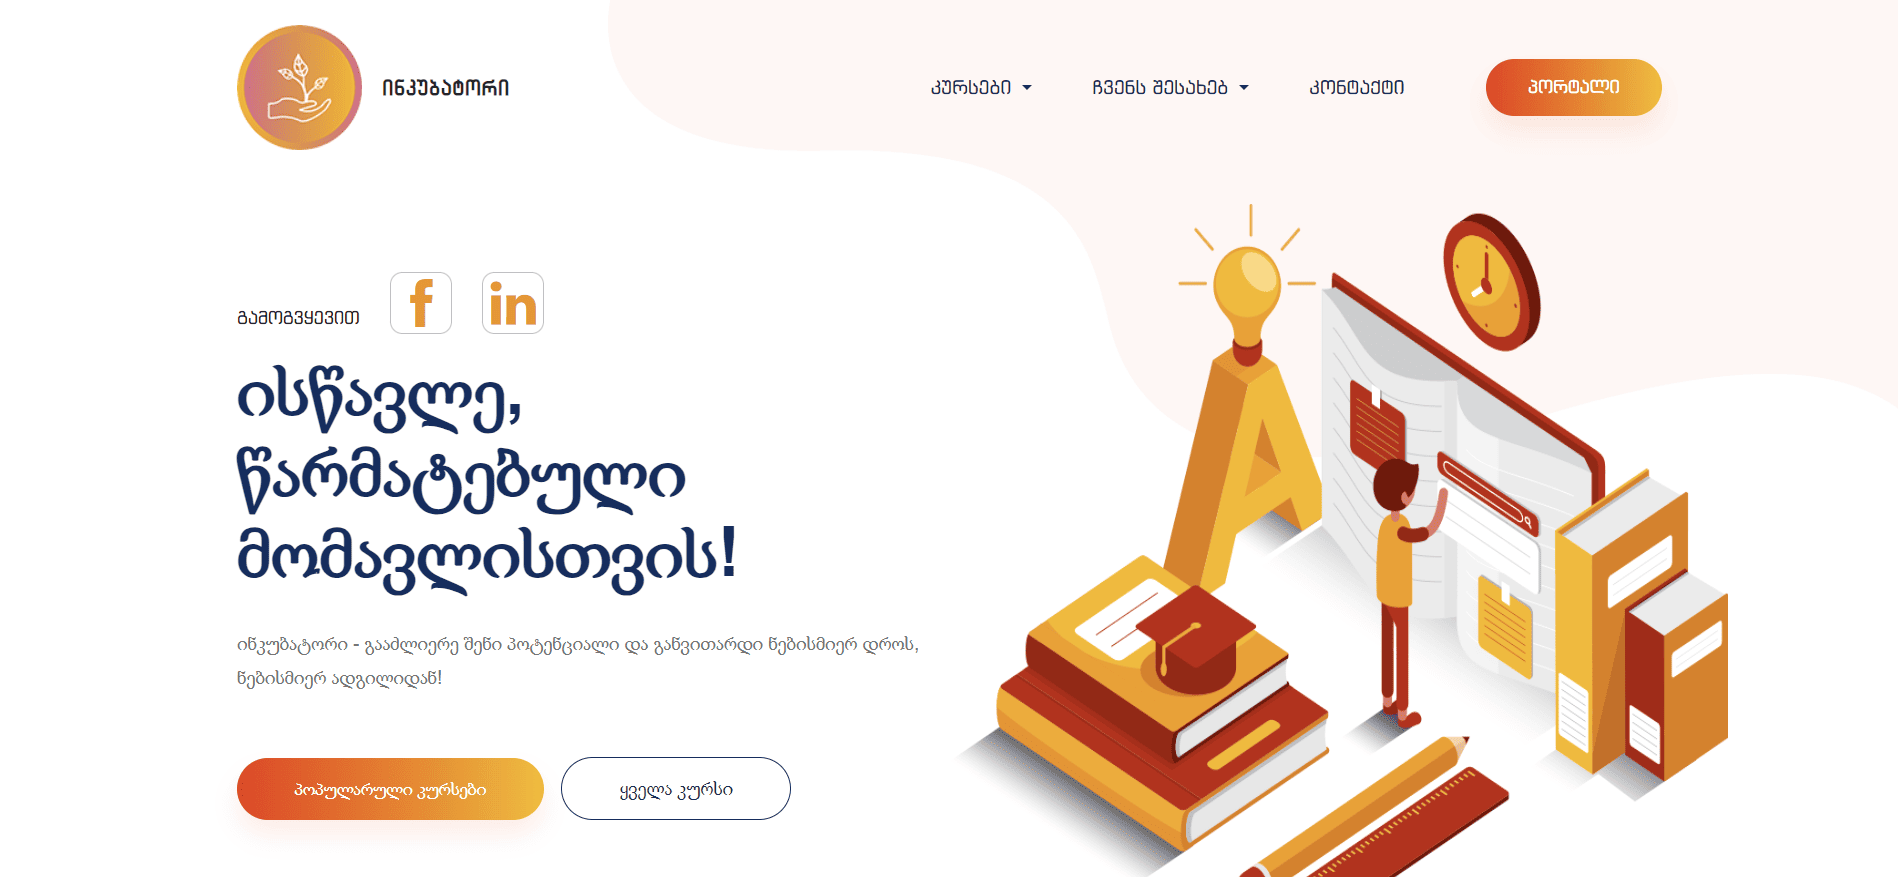 ინკუბატორი
კურსები
ჩვენს შესახებ
კონტაქტი
პორტალი
გამოგვყევით
f
in
ისწავლე,
წარმატებული
მომავლისთვის!
ინკუბატორი - გააძლიერე შენი პოტენციალი და განვითარდი ნებისმიერ დროს,
ნებისმიერ ადგილიდან!
პოპულარული კურსები
ყველა კურსი
A